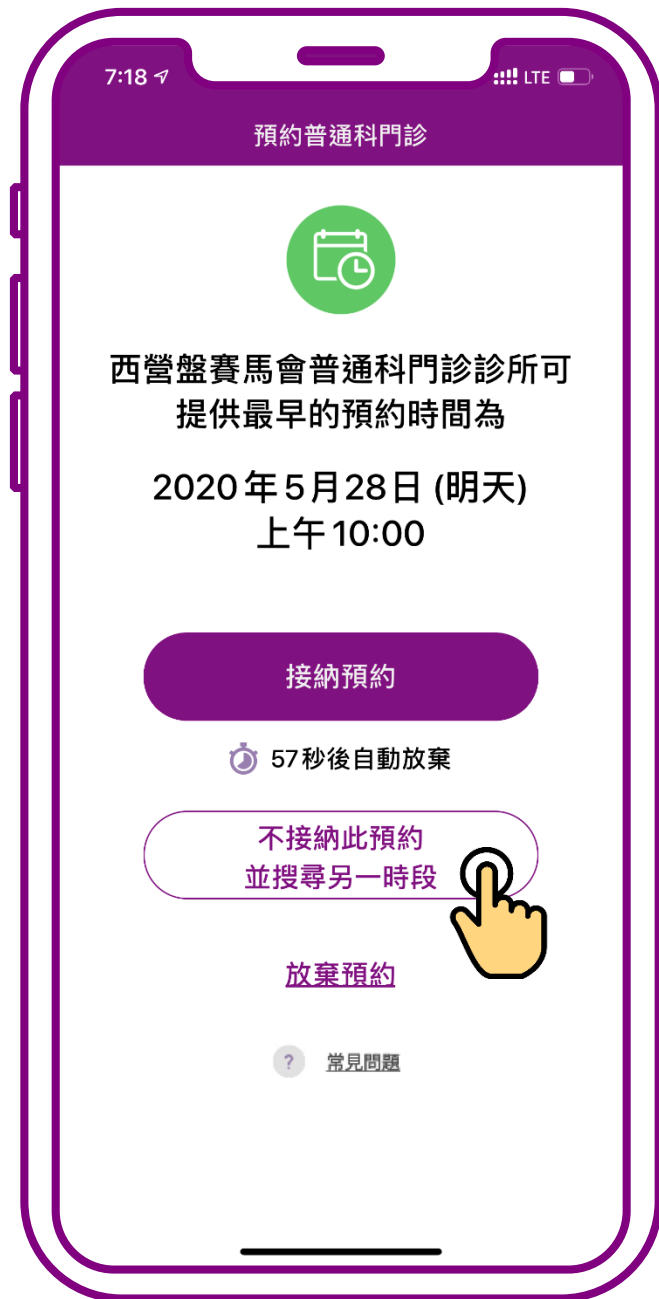 7:18 LTE
預約普通科門診
西營盤賽馬會普通科門診診所可
提供最早的預約時間為
2020年5月28日 (明天)
上午10:00
接納預約
57秒後自動放棄
不接納此預約
並搜尋另一時段
放棄預約
? 常見問題